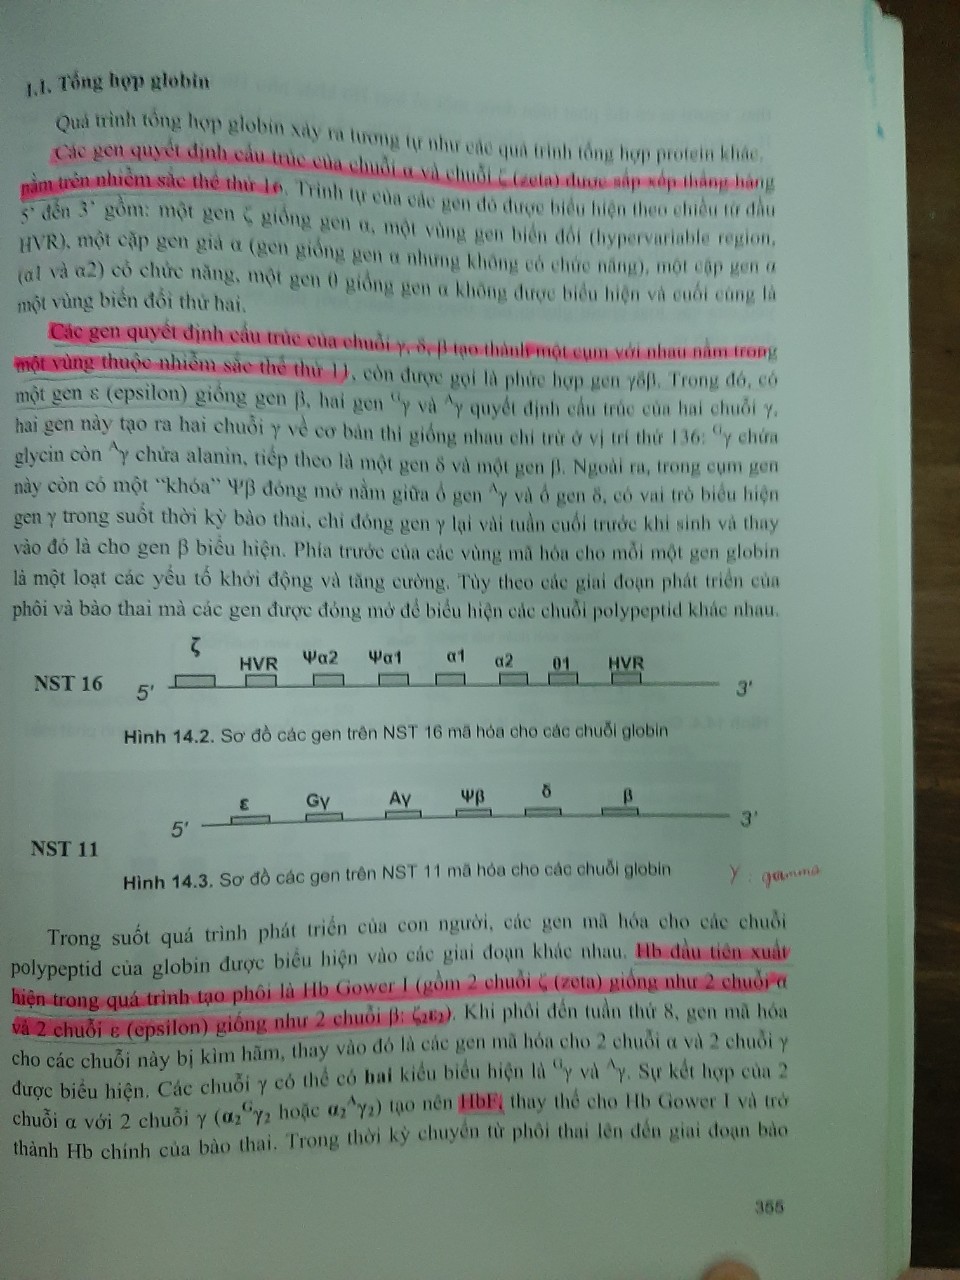 1.1. Tổng hợp globin
Quá trình tổng hợp globin xảy ra tương tự như các quá trình tổng hợp protein khác.
Các gen quyết định cấu trúc của chuỗi α và chuỗi ζ (zeta) được sắp xếp thẳng hàng
nằm trên nhiễm sắc thể thứ 16. Trình tự của các gen đó được biểu hiện theo chiều từ đầu
5' đến 3' gồm: một gen ζ giống gen α, một vùng gen biến đổi (hypervariable region,
HVR), một cặp gen giả α (gen giống gen α nhưng không có chức năng), một cặp gen α
(α1 và α2) có chức năng, một gen θ giống gen α không được biểu hiện và cuối cùng là
một vùng biến đổi thứ hai.
Các gen quyết định cấu trúc của chuỗi γ, δ, β tạo thành một cụm với nhau nằm trong
một vùng thuộc nhiễm sắc thể thứ 11, còn được gọi là phức hợp gen γδβ. Trong đó, có
một gen ε (epsilon) giống gen β, hai gen ᴳγ và ᴬγ quyết định cấu trúc của hai chuỗi γ,
hai gen này tạo ra hai chuỗi γ về cơ bản thì giống nhau chỉ trừ ở vị trí thứ 136: ᴳγ chứa
glycin còn ᴬγ chứa alanin, tiếp theo là một gen δ và một gen β. Ngoài ra, trong cụm gen
này còn có một "khóa" Ψβ đóng mở nằm giữa ổ gen ᴬγ và ổ gen δ, có vai trò biểu hiện
gen γ trong suốt thời kỳ bào thai, chỉ đóng gen γ lại vài tuần cuối trước khi sinh và thay
vào đó là cho gen β biểu hiện. Phía trước của các vùng mã hóa cho mỗi một gen globin
là một loạt các yếu tố khởi động và tăng cường. Tùy theo các giai đoạn phát triển của
phôi và bào thai mà các gen được đóng mở để biểu hiện các chuỗi polypeptid khác nhau.
ζ HVR Ψα2 Ψα1 α1 α2 θ1 HVR
NST 16 5' 3'
Hình 14.2. Sơ đồ các gen trên NST 16 mã hóa cho các chuỗi globin
ε Gγ Aγ Ψβ δ β
5' 3'
NST 11
Hình 14.3. Sơ đồ các gen trên NST 11 mã hóa cho các chuỗi globin
γ : gamma
Trong suốt quá trình phát triển của con người, các gen mã hóa cho các chuỗi
polypeptid của globin được biểu hiện vào các giai đoạn khác nhau. Hb đầu tiên xuất
hiện trong quá trình tạo phôi là Hb Gower I (gồm 2 chuỗi ζ (zeta) giống như 2 chuỗi α
và 2 chuỗi ε (epsilon) giống như 2 chuỗi β: ζ₂ε₂). Khi phôi đến tuần thứ 8, gen mã hóa
cho các chuỗi này bị kìm hãm, thay vào đó là các gen mã hóa cho 2 chuỗi α và 2 chuỗi γ
được biểu hiện. Các chuỗi γ có thể có hai kiểu biểu hiện là ᴳγ và ᴬγ. Sự kết hợp của 2
chuỗi α với 2 chuỗi γ (α₂ᴳγ₂ hoặc α₂ᴬγ₂) tạo nên HbF, thay thế cho Hb Gower I và trở
thành Hb chính của bào thai. Trong thời kỳ chuyển từ phôi thai lên đến giai đoạn bào
355